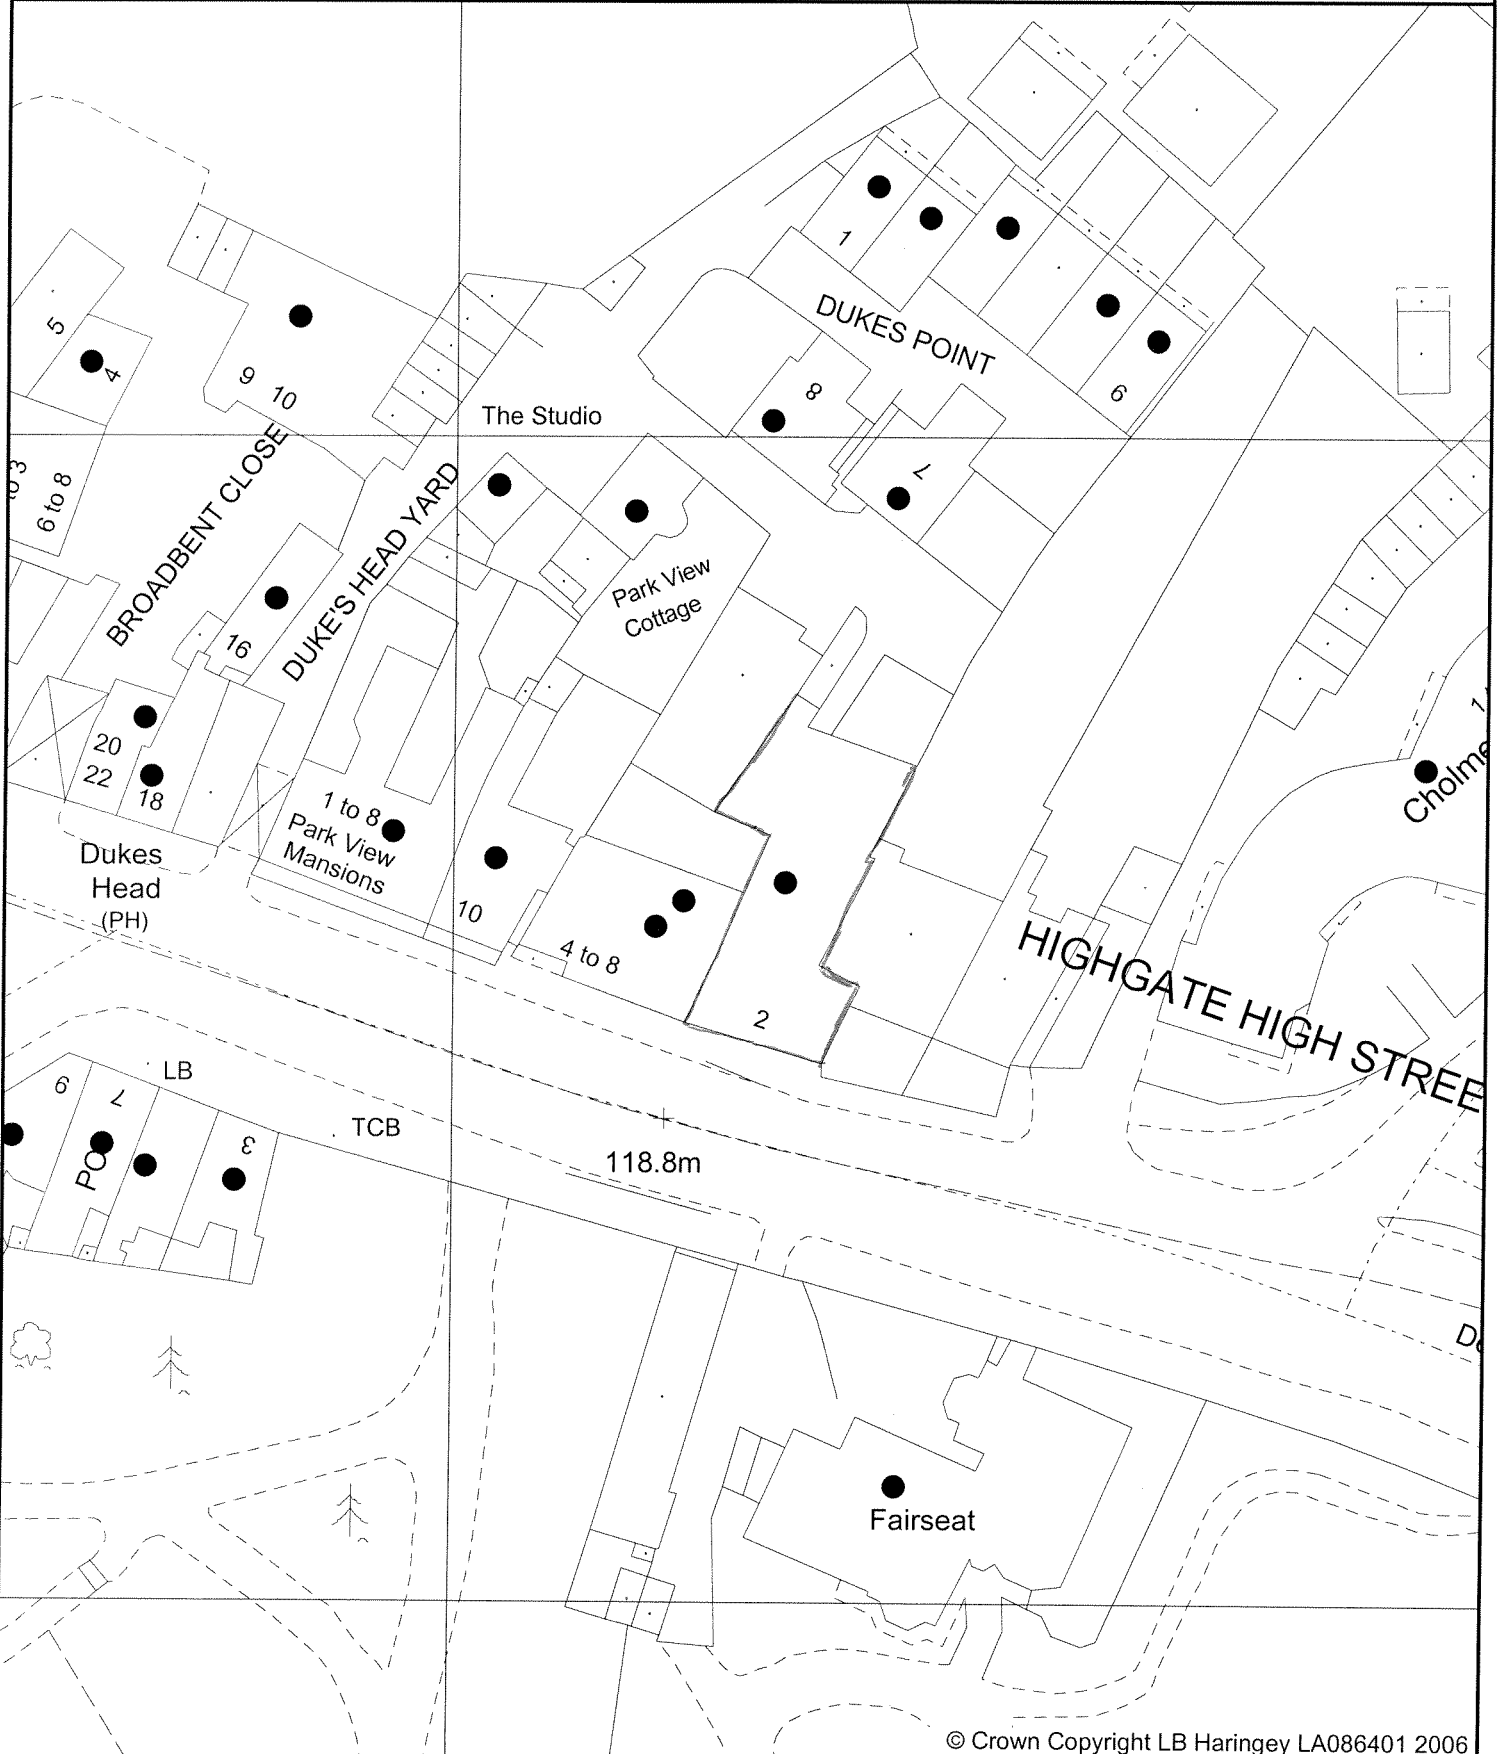 1
DUKES POINT
5
4
9
10
8
6
The Studio
to 3
6 to 8
BROADBENT CLOSE
DUKE'S HEAD YARD
7
Park View
Cottage
16
20
22
18
1 to 8
Park View
Mansions
Dukes
Head
(PH)
10
4 to 8
2
HIGHGATE HIGH STREE
Cholme
9
7
LB
3
TCB
PO
118.8m
Fairseat
© Crown Copyright LB Haringey LA086401 2006